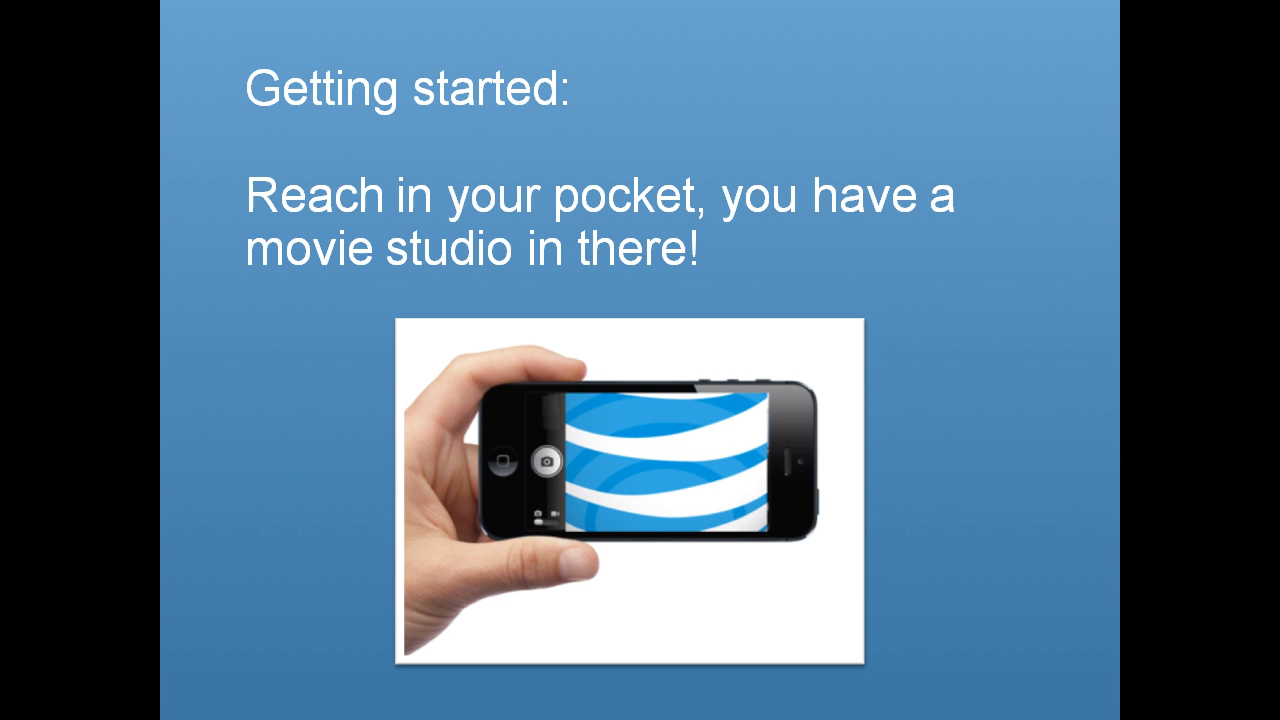 Getting started:
Reach in your pocket, you have a
movie studio in there!